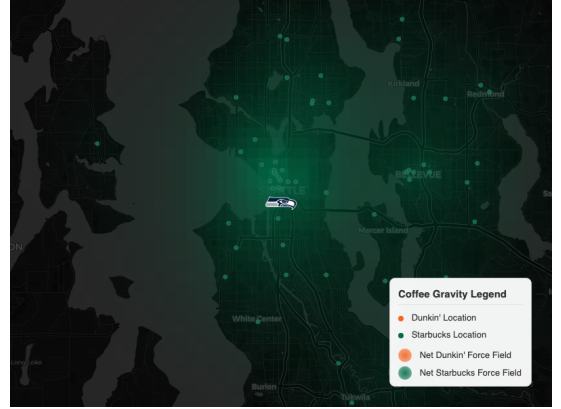 Kirkland
Redmond
BELLEVUE
Mercer Island
White Center
Burien
Tukwila
Coffee Gravity Legend
Dunkin' Location
Starbucks Location
Net Dunkin' Force Field
Net Starbucks Force Field